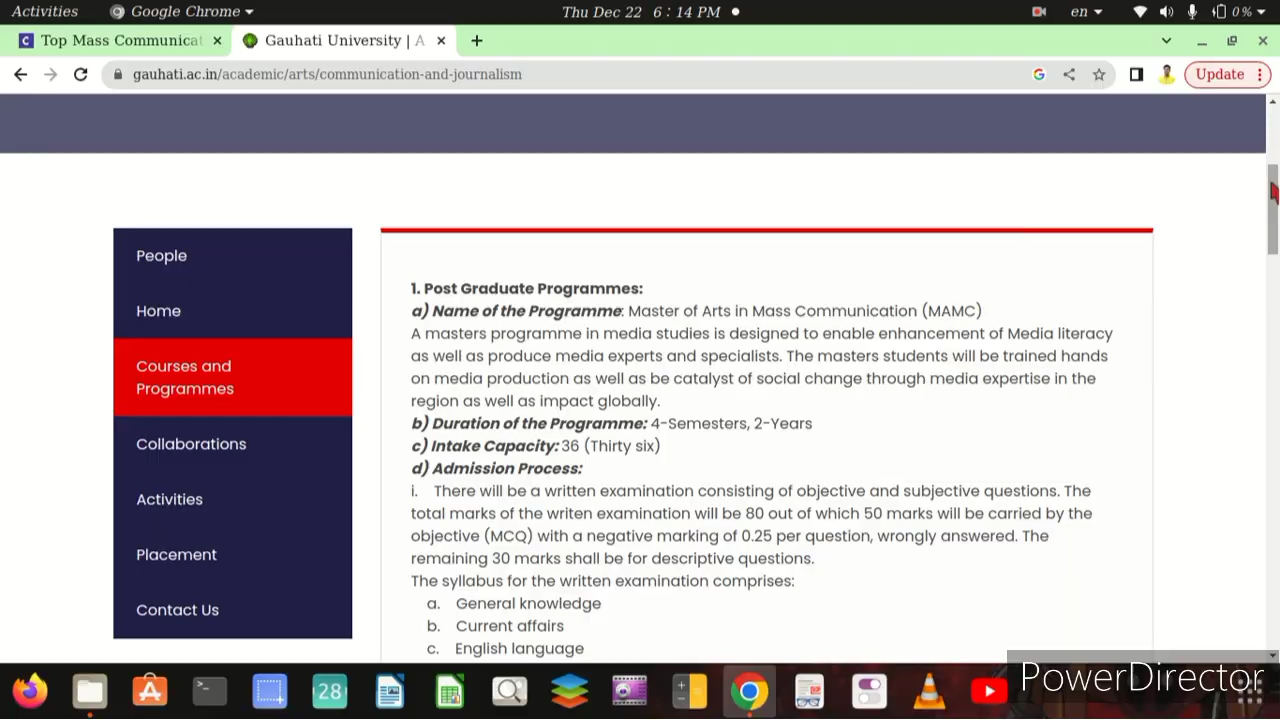 Activities
Google Chrome
Thu Dec 22 6:14 PM
en
0%
Top Mass Communicat
Gauhati University | A
gauhati.ac.in/academic/arts/communication-and-journalism
Update
People
Home
Courses and
Programmes
Collaborations
Activities
Placement
Contact Us
1. Post Graduate Programmes:
a) Name of the Programme: Master of Arts in Mass Communication (MAMC)
A masters programme in media studies is designed to enable enhancement of Media literacy
as well as produce media experts and specialists. The masters students will be trained hands
on media production as well as be catalyst of social change through media expertise in the
region as well as impact globally.
b) Duration of the Programme: 4-Semesters, 2-Years
c) Intake Capacity: 36 (Thirty six)
d) Admission Process:
i. There will be a written examination consisting of objective and subjective questions. The
total marks of the writen examination will be 80 out of which 50 marks will be carried by the
objective (MCQ) with a negative marking of 0.25 per question, wrongly answered. The
remaining 30 marks shall be for descriptive questions.
The syllabus for the written examination comprises:
a. General knowledge
b. Current affairs
c. English language
28
PowerDirector